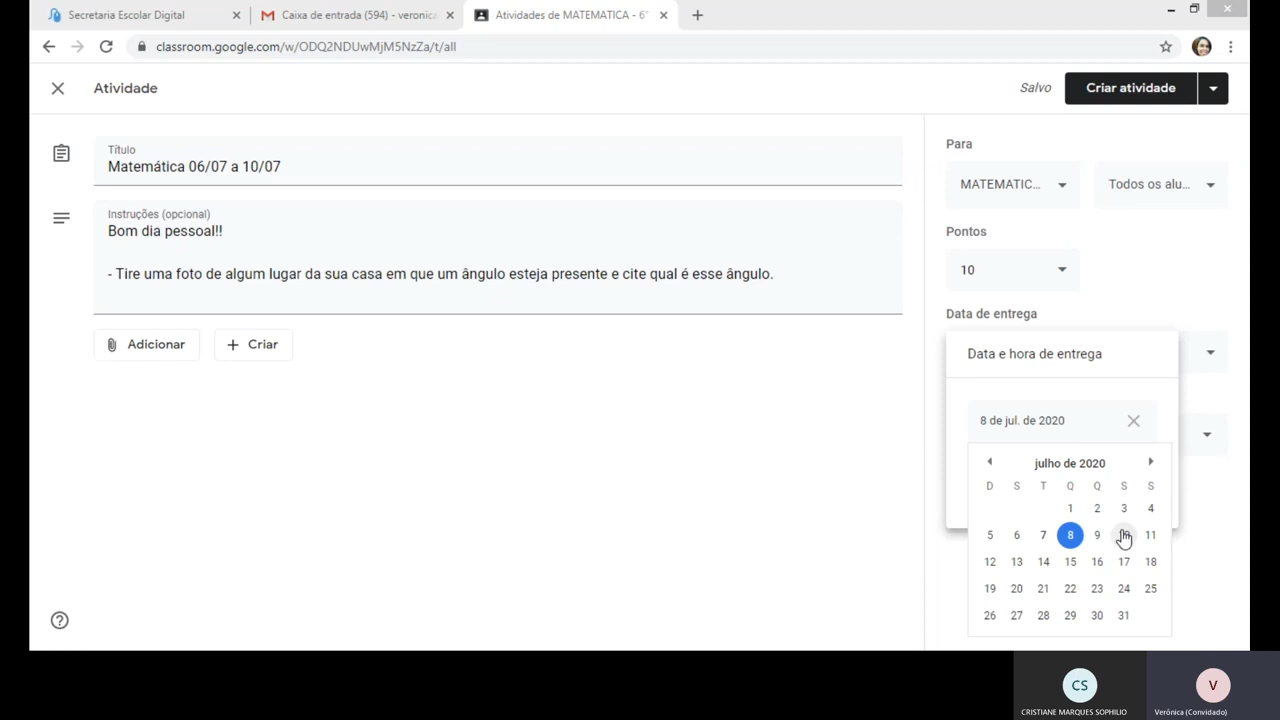 Secretaria Escolar Digital
Caixa de entrada (594) - veronica
Atividades de MATEMATICA - 6°
classroom.google.com/w/ODQ2NDUwMjM5NzZa/t/all
Atividade
Salvo
Criar atividade
Título
Matemática 06/07 a 10/07
Instruções (opcional)
Bom dia pessoal!!
- Tire uma foto de algum lugar da sua casa em que um ângulo esteja presente e cite qual é esse ângulo.
Adicionar
Criar
Para
MATEMATIC...
Todos os alu...
Pontos
10
Data de entrega
Data e hora de entrega
8 de jul. de 2020
julho de 2020
D S T Q Q S S
1 2 3 4
5 6 7 8 9 11
12 13 14 15 16 17 18
19 20 21 22 23 24 25
26 27 28 29 30 31
CS
CRISTIANE MARQUES SOPHILIO
V
Verônica (Convidado)